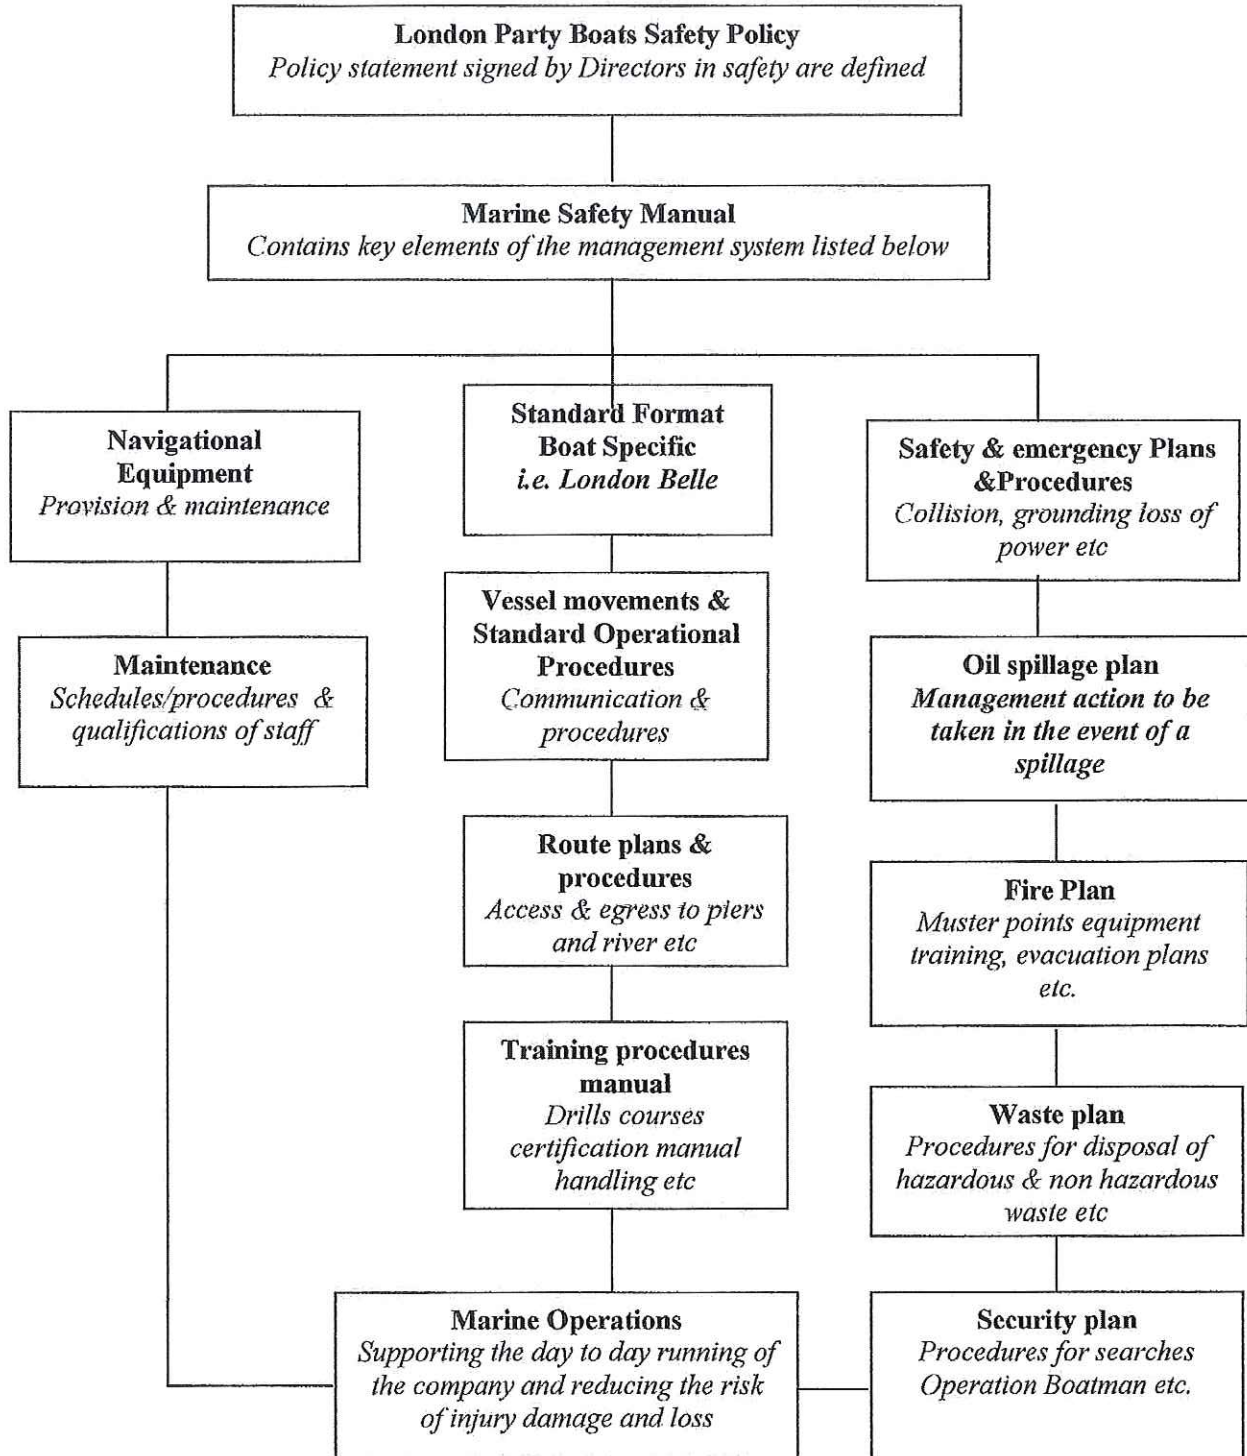 London Party Boats Safety Policy
Policy statement signed by Directors in safety are defined
Marine Safety Manual
Contains key elements of the management system listed below
Navigational
Equipment
Provision & maintenance
Maintenance
Schedules/procedures &
qualifications of staff
Standard Format
Boat Specific
i.e. London Belle
Vessel movements &
Standard Operational
Procedures
Communication &
procedures
Route plans &
procedures
Access & egress to piers
and river etc
Training procedures
manual
Drills courses
certification manual
handling etc
Safety & emergency Plans
&Procedures
Collision, grounding loss of
power etc
Oil spillage plan
Management action to be
taken in the event of a
spillage
Fire Plan
Muster points equipment
training, evacuation plans
etc.
Waste plan
Procedures for disposal of
hazardous & non hazardous
waste etc
Marine Operations
Supporting the day to day running of
the company and reducing the risk
of injury damage and loss
Security plan
Procedures for searches
Operation Boatman etc.